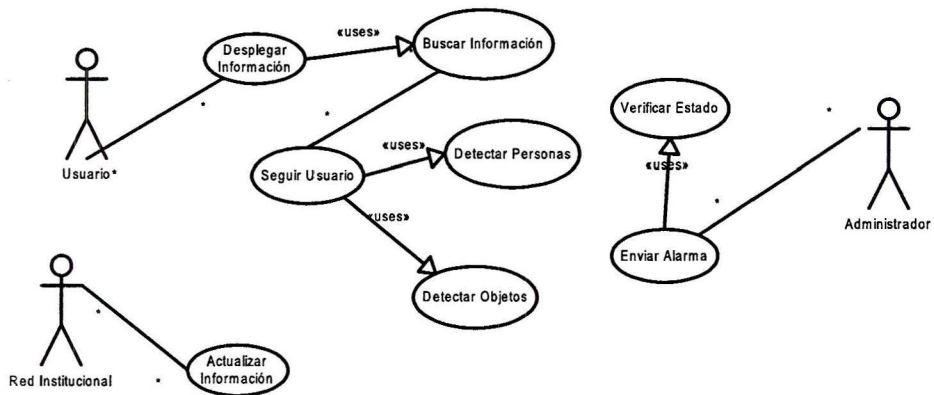 «uses»
Desplegar
Información
Buscar Información
Usuario*
*
*
Verificar Estado
*
«uses»
Seguir Usuario
Detectar Personas
«uses»
*
Administrador
«uses»
Enviar Alarma
Detectar Objetos
*
Actualizar
Información
Red Institucional
*